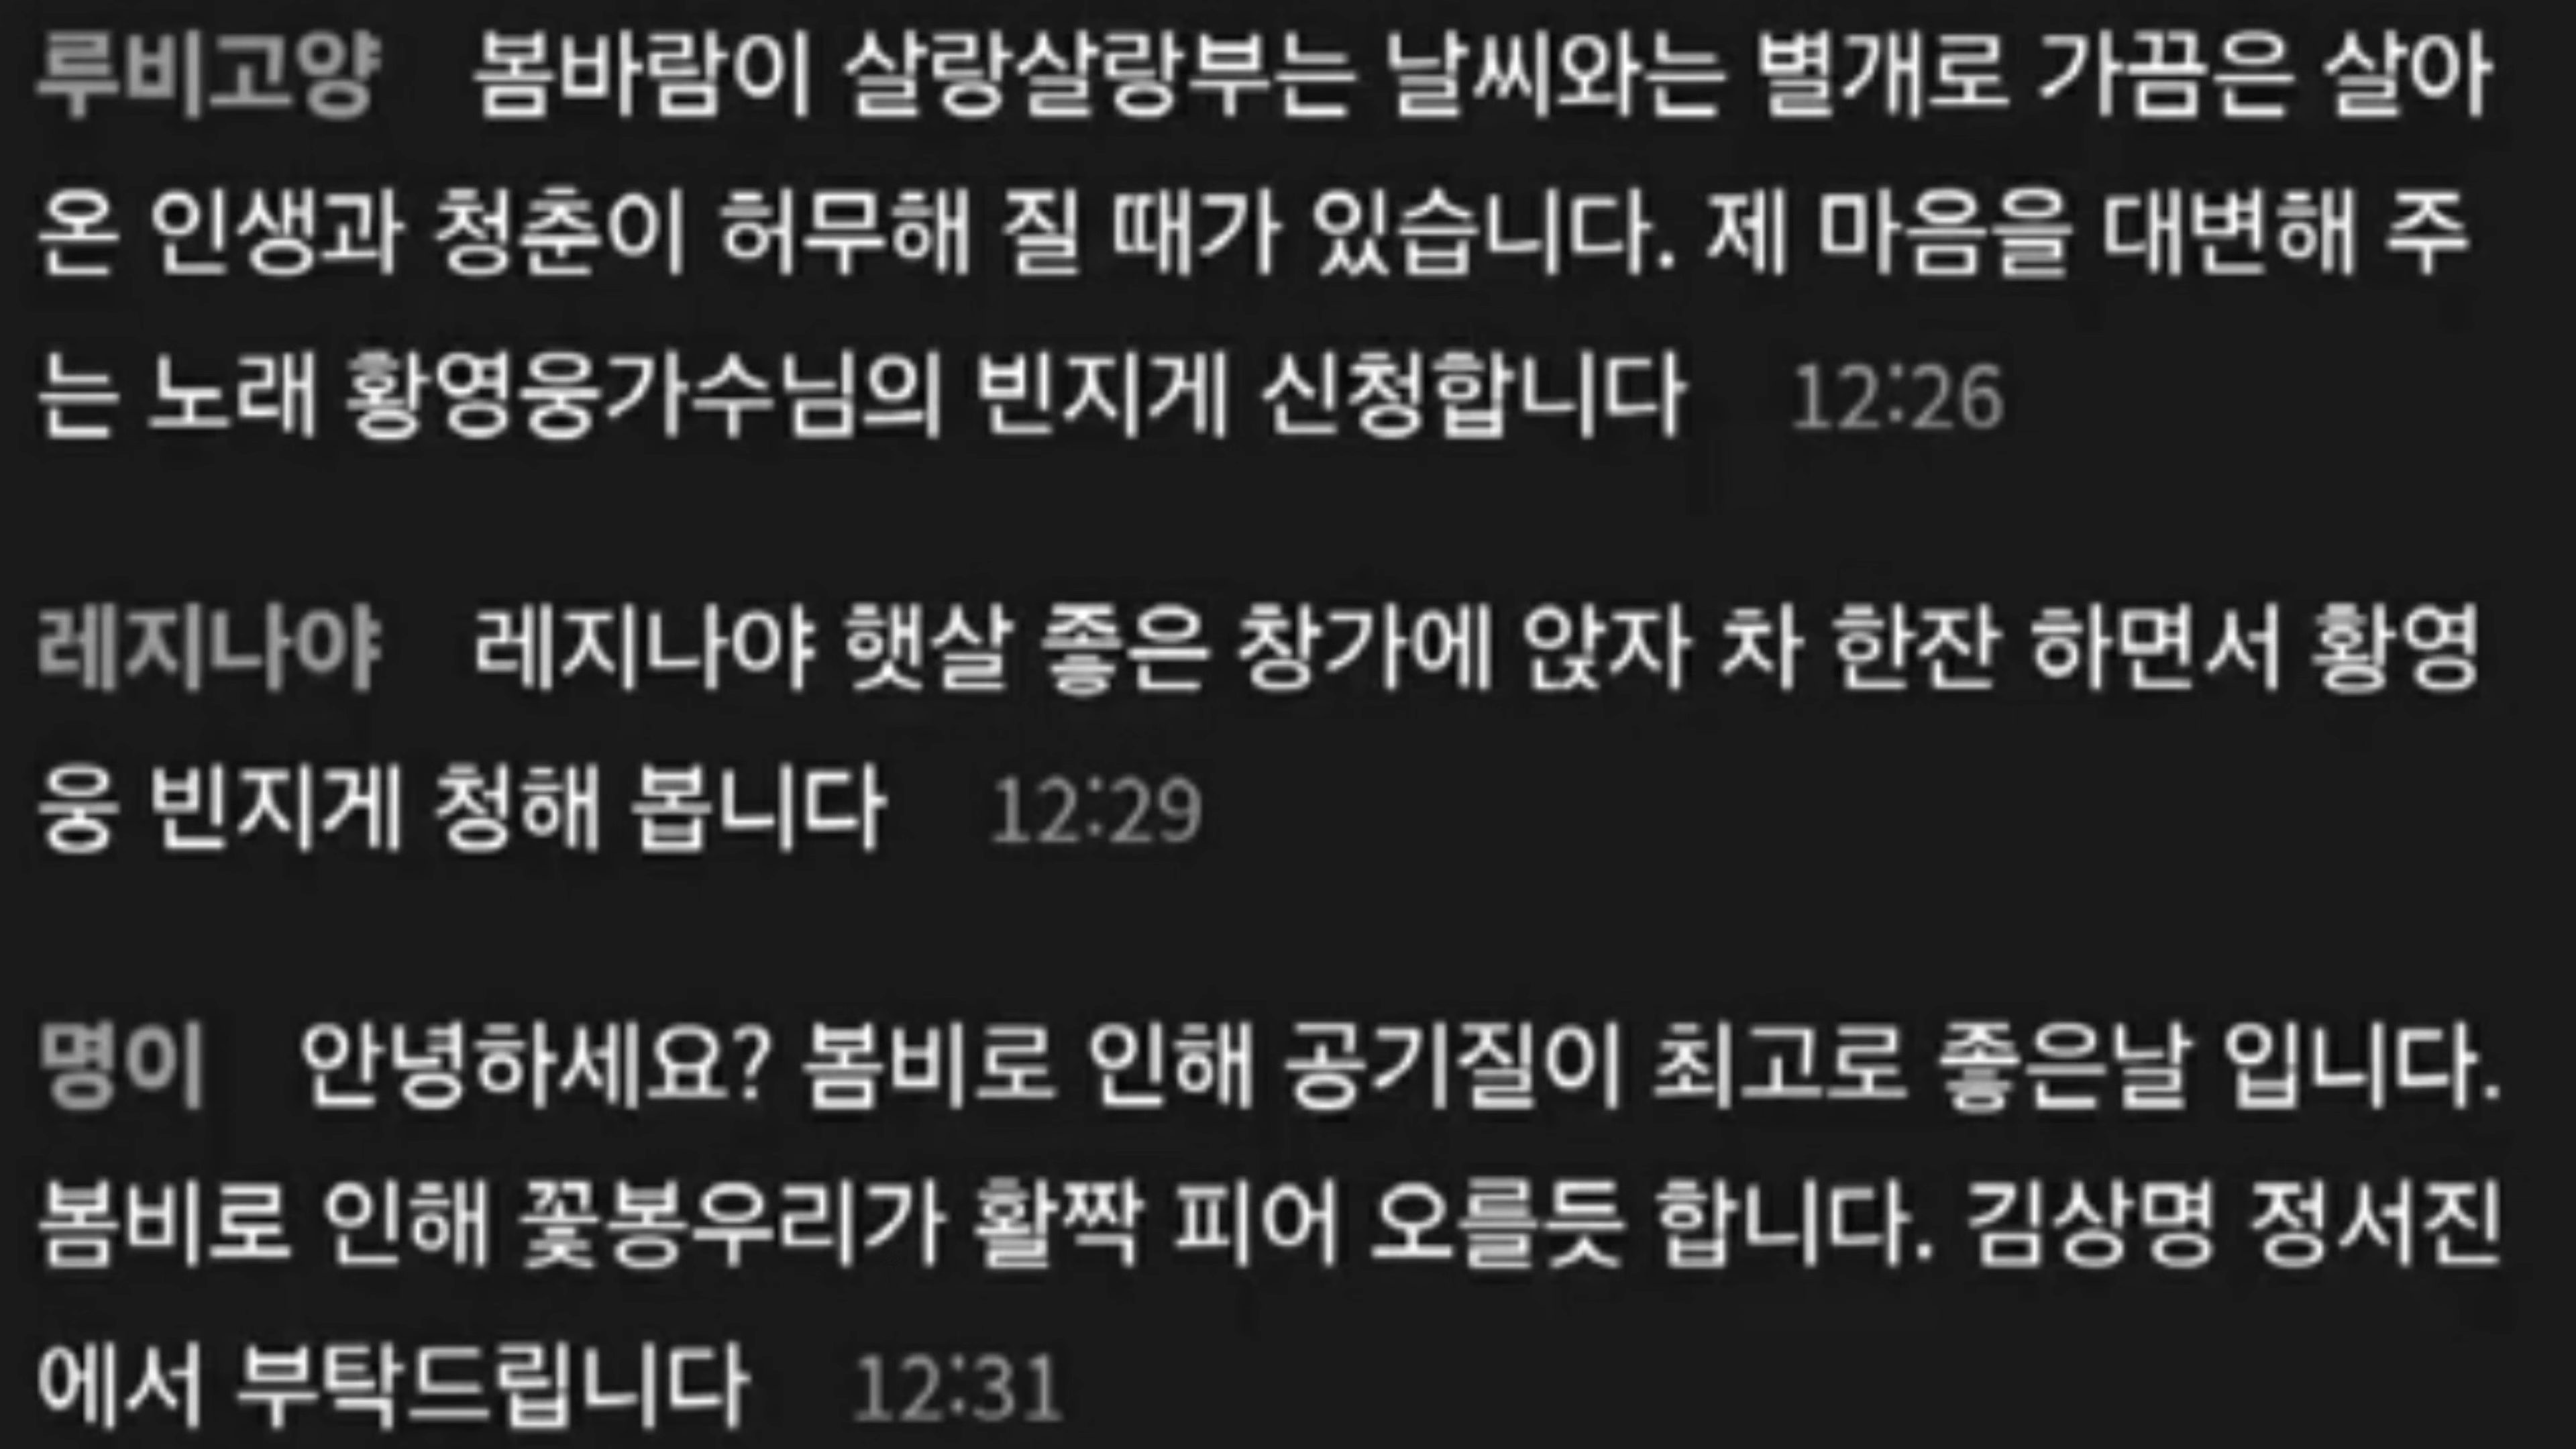 루비고양 봄바람이 살랑살랑부는 날씨와는 별개로 가끔은 살아
온 인생과 청춘이 허무해 질 때가 있습니다. 제 마음을 대변해 주
는 노래 황영웅가수님의 빈지게 신청합니다 12:26
레지나야 레지나야 햇살 좋은 창가에 앉자 차 한잔 하면서 황영
웅 빈지게 청해 봅니다 12:29
명이 안녕하세요? 봄비로 인해 공기질이 최고로 좋은날 입니다.
봄비로 인해 꽃봉우리가 활짝 피어 오를듯 합니다. 김상명 정서진
에서 부탁드립니다 12:31